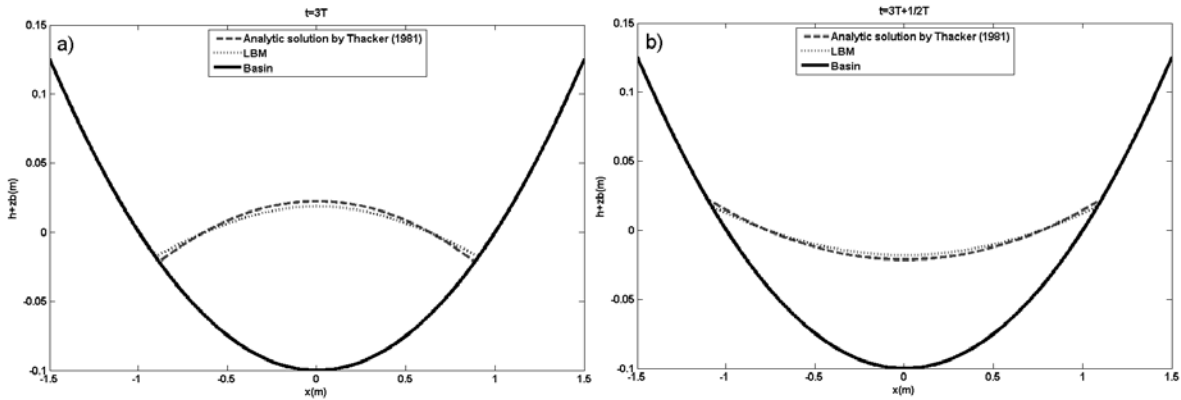 t=3T
a)
Analytic solution by Thacker (1981)
LBM
Basin
0.15
0.1
0.05
0
-0.05
-0.1
h+zb(m)
-1.5
-1
-0.5
0
0.5
1
1.5
x(m)
t=3T+1/2T
b)
Analytic solution by Thacker (1981)
LBM
Basin
0.15
0.1
0.05
0
-0.05
-0.1
h+zb(m)
-1.5
-1
-0.5
0
0.5
1
1.5
x(m)